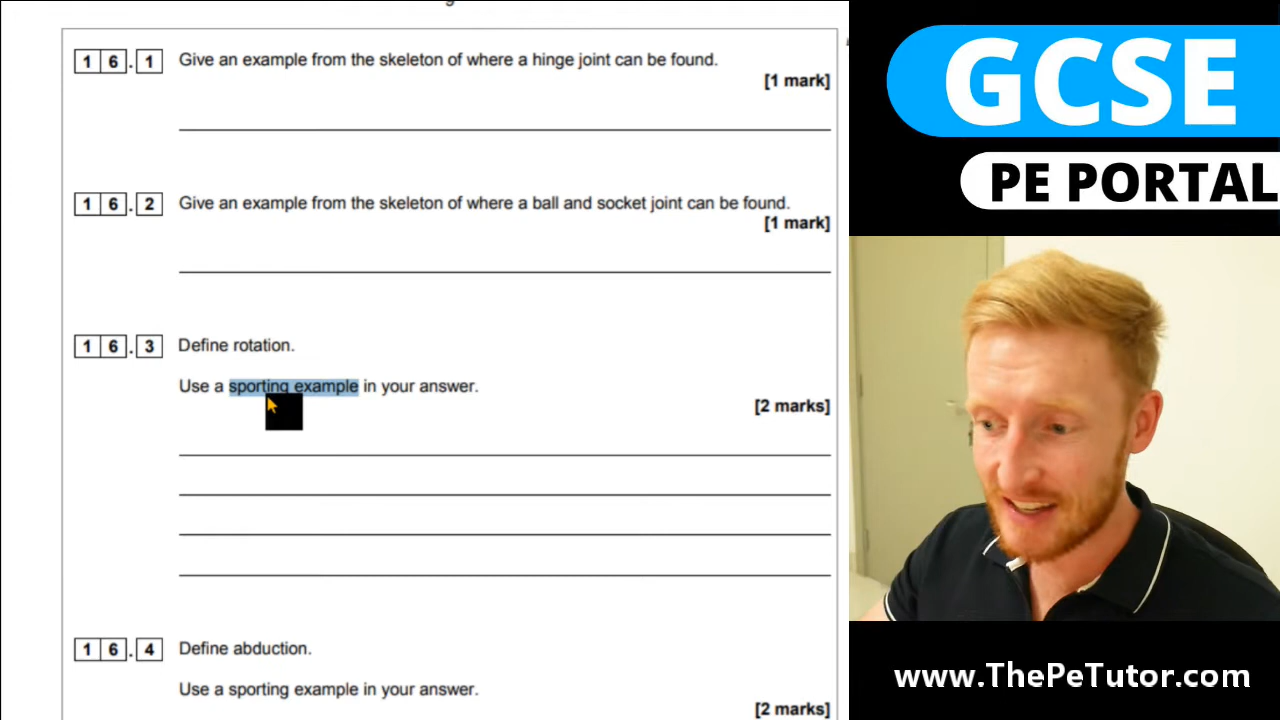 1 6 . 1 Give an example from the skeleton of where a hinge joint can be found.
[1 mark]
1 6 . 2 Give an example from the skeleton of where a ball and socket joint can be found.
[1 mark]
1 6 . 3 Define rotation.
Use a sporting example in your answer.
[2 marks]
1 6 . 4 Define abduction.
Use a sporting example in your answer.
[2 marks]
GCSE
PE PORTAL
www.ThePeTutor.com